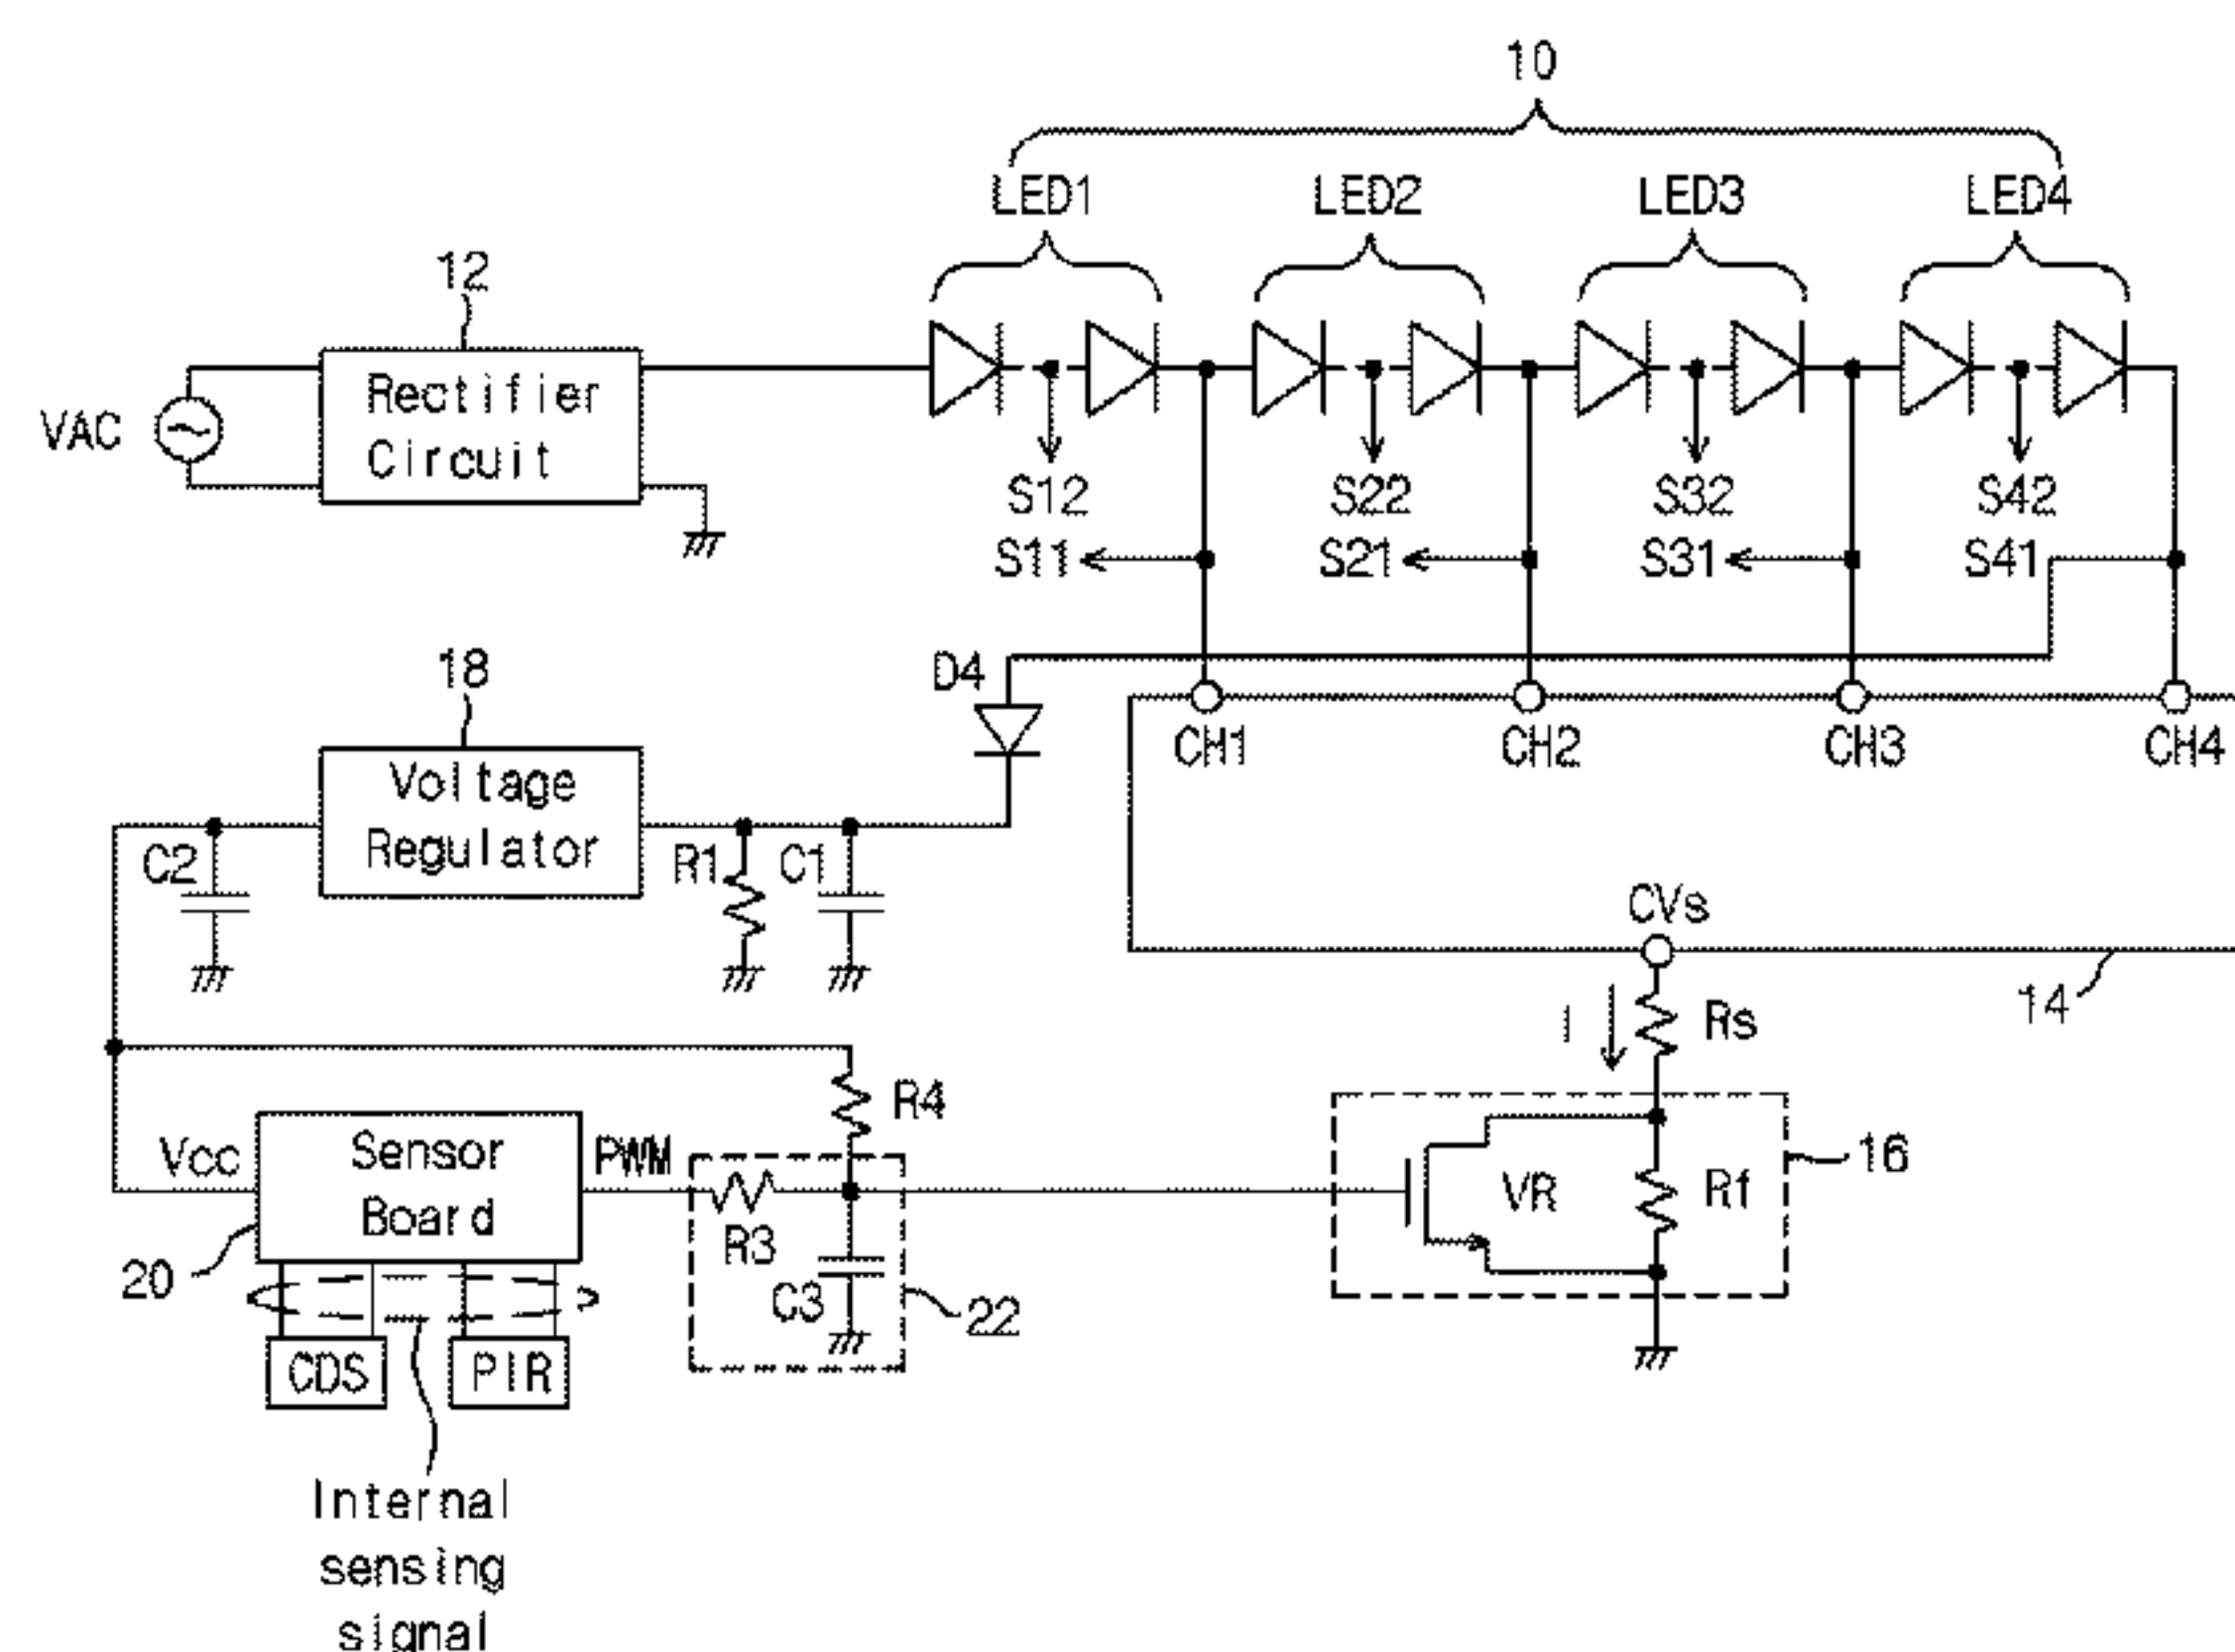 10
LED1 LED2 LED3 LED4
12
Rectifier
Circuit
VAC
S12 S22 S32 S42
S11 S21 S31 S41
18
D4
CH1 CH2 CH3 CH4
Voltage
Regulator
C2
R1 C1
CVs
14
I
Rs
R4
Vcc
Sensor
Board
PWM
16
VR
Rf
R3
20
C3
22
CDS
PIR
Internal
sensing
signal